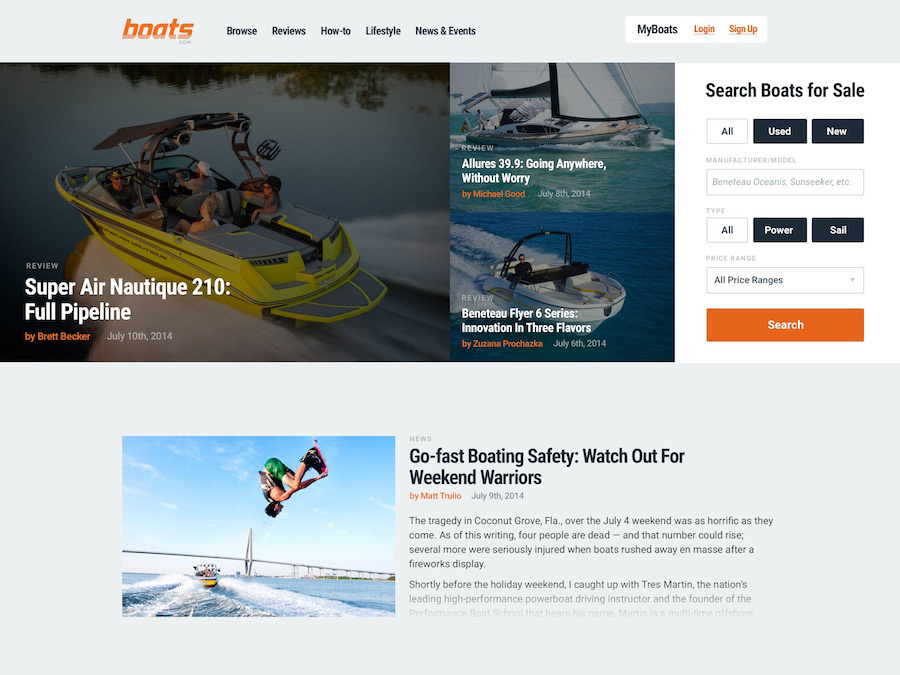 boats
.COM
Browse Reviews How-to Lifestyle News & Events
MyBoats Login Sign Up
REVIEW
Super Air Nautique 210:
Full Pipeline
by Brett Becker July 10th, 2014
REVIEW
Allures 39.9: Going Anywhere,
Without Worry
by Michael Good July 8th, 2014
REVIEW
Beneteau Flyer 6 Series:
Innovation In Three Flavors
by Zuzana Prochazka July 6th, 2014
Search Boats for Sale
All Used New
MANUFACTURER/MODEL
Beneteau Oceanis, Sunseeker, etc.
TYPE
All Power Sail
PRICE RANGE
All Price Ranges
Search
NEWS
Go-fast Boating Safety: Watch Out For
Weekend Warriors
by Matt Trulio July 9th, 2014
The tragedy in Coconut Grove, Fla., over the July 4 weekend was as horrific as they
come. As of this writing, four people are dead — and that number could rise;
several more were seriously injured when boats rushed away en masse after a
fireworks display.
Shortly before the holiday weekend, I caught up with Tres Martin, the nation's
leading high-performance powerboat driving instructor and the founder of the
Performance Boat School that bears his name. Martin is a multi-time offshore